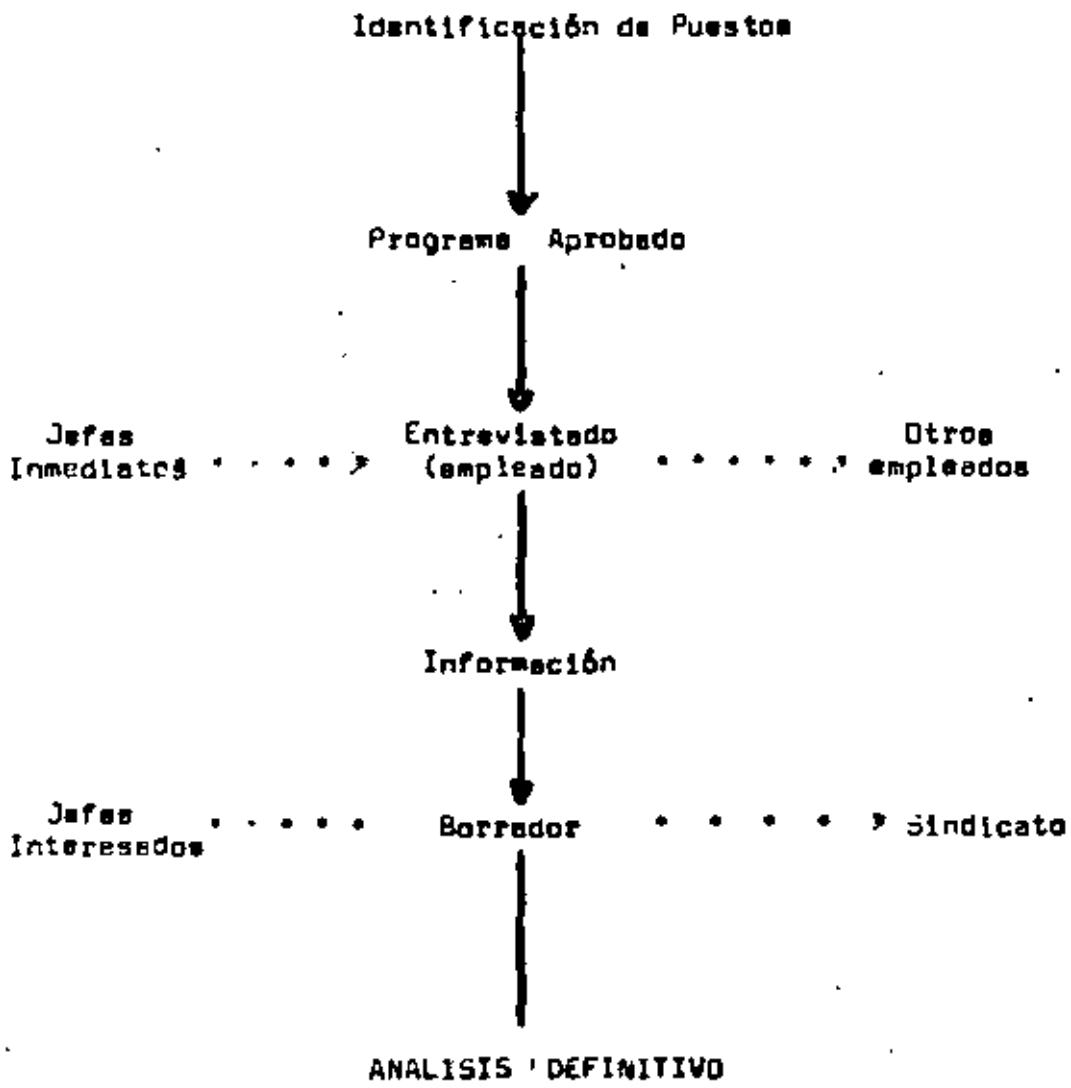 Identificación de Puestos
Programa Aprobado
Jefes
Inmediatos
Entrevistado
(empleado)
Otros
empleados
Información
Jefes
Interesados
Borrador
Sindicato
ANALISIS DEFINITIVO